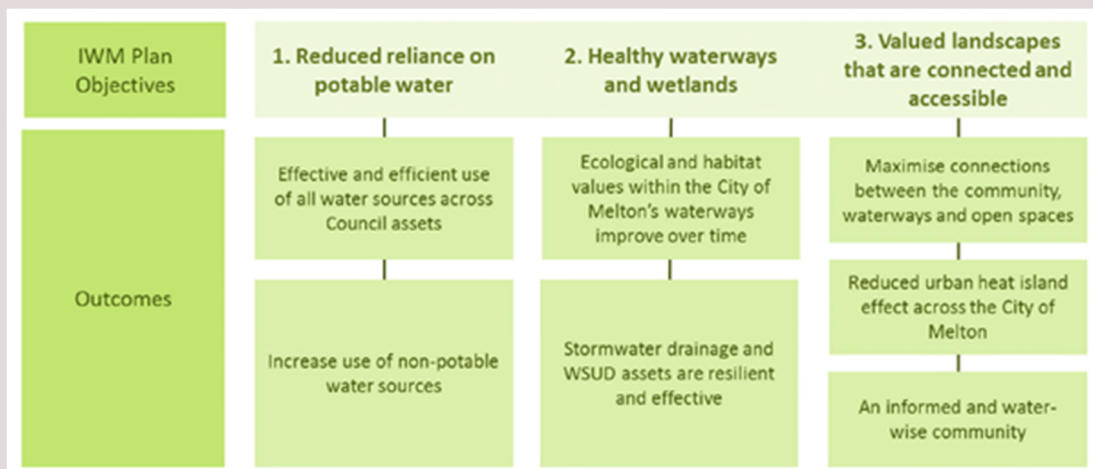 IWM Plan
Objectives
1. Reduced reliance on
potable water
2. Healthy waterways
and wetlands
3. Valued landscapes
that are connected and
accessible
Outcomes
Effective and efficient use
of all water sources across
Council assets
Increase use of non-potable
water sources
Ecological and habitat
values within the City of
Melton's waterways
improve over time
Stormwater drainage and
WSUD assets are resilient
and effective
Maximise connections
between the community,
waterways and open spaces
Reduced urban heat island
effect across the City of
Melton
An informed and water-
wise community